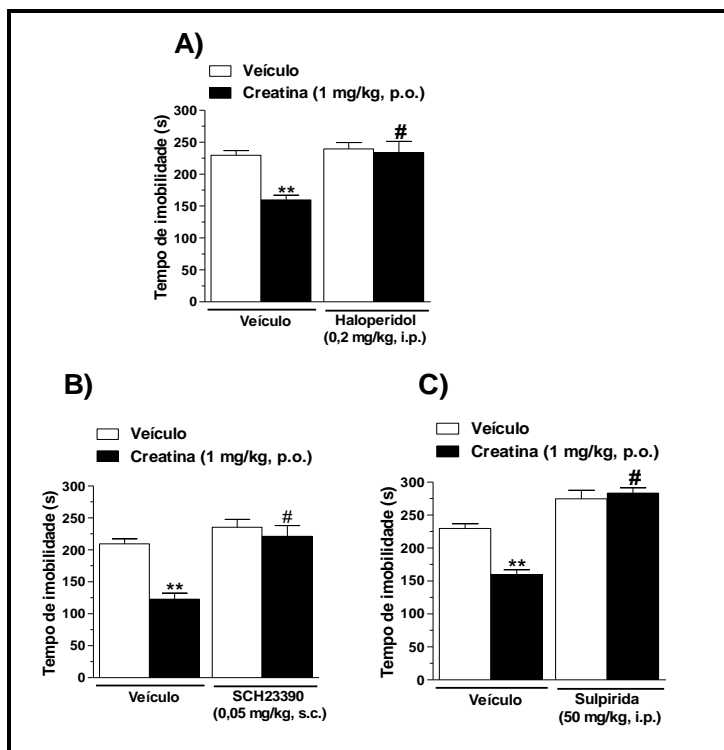 A)
Veículo
Creatina (1 mg/kg, p.o.)
Tempo de imobilidade (s)
300
250
200
150
100
50
0
**
#
Veículo
Haloperidol
(0,2 mg/kg, i.p.)
B)
Veículo
Creatina (1 mg/kg, p.o.)
Tempo de imobilidade (s)
300
250
200
150
100
50
0
**
#
Veículo
SCH23390
(0,05 mg/kg, s.c.)
C)
Veículo
Creatina (1 mg/kg, p.o.)
Tempo de imobilidade (s)
300
250
200
150
100
50
0
**
#
Veículo
Sulpirida
(50 mg/kg, i.p.)